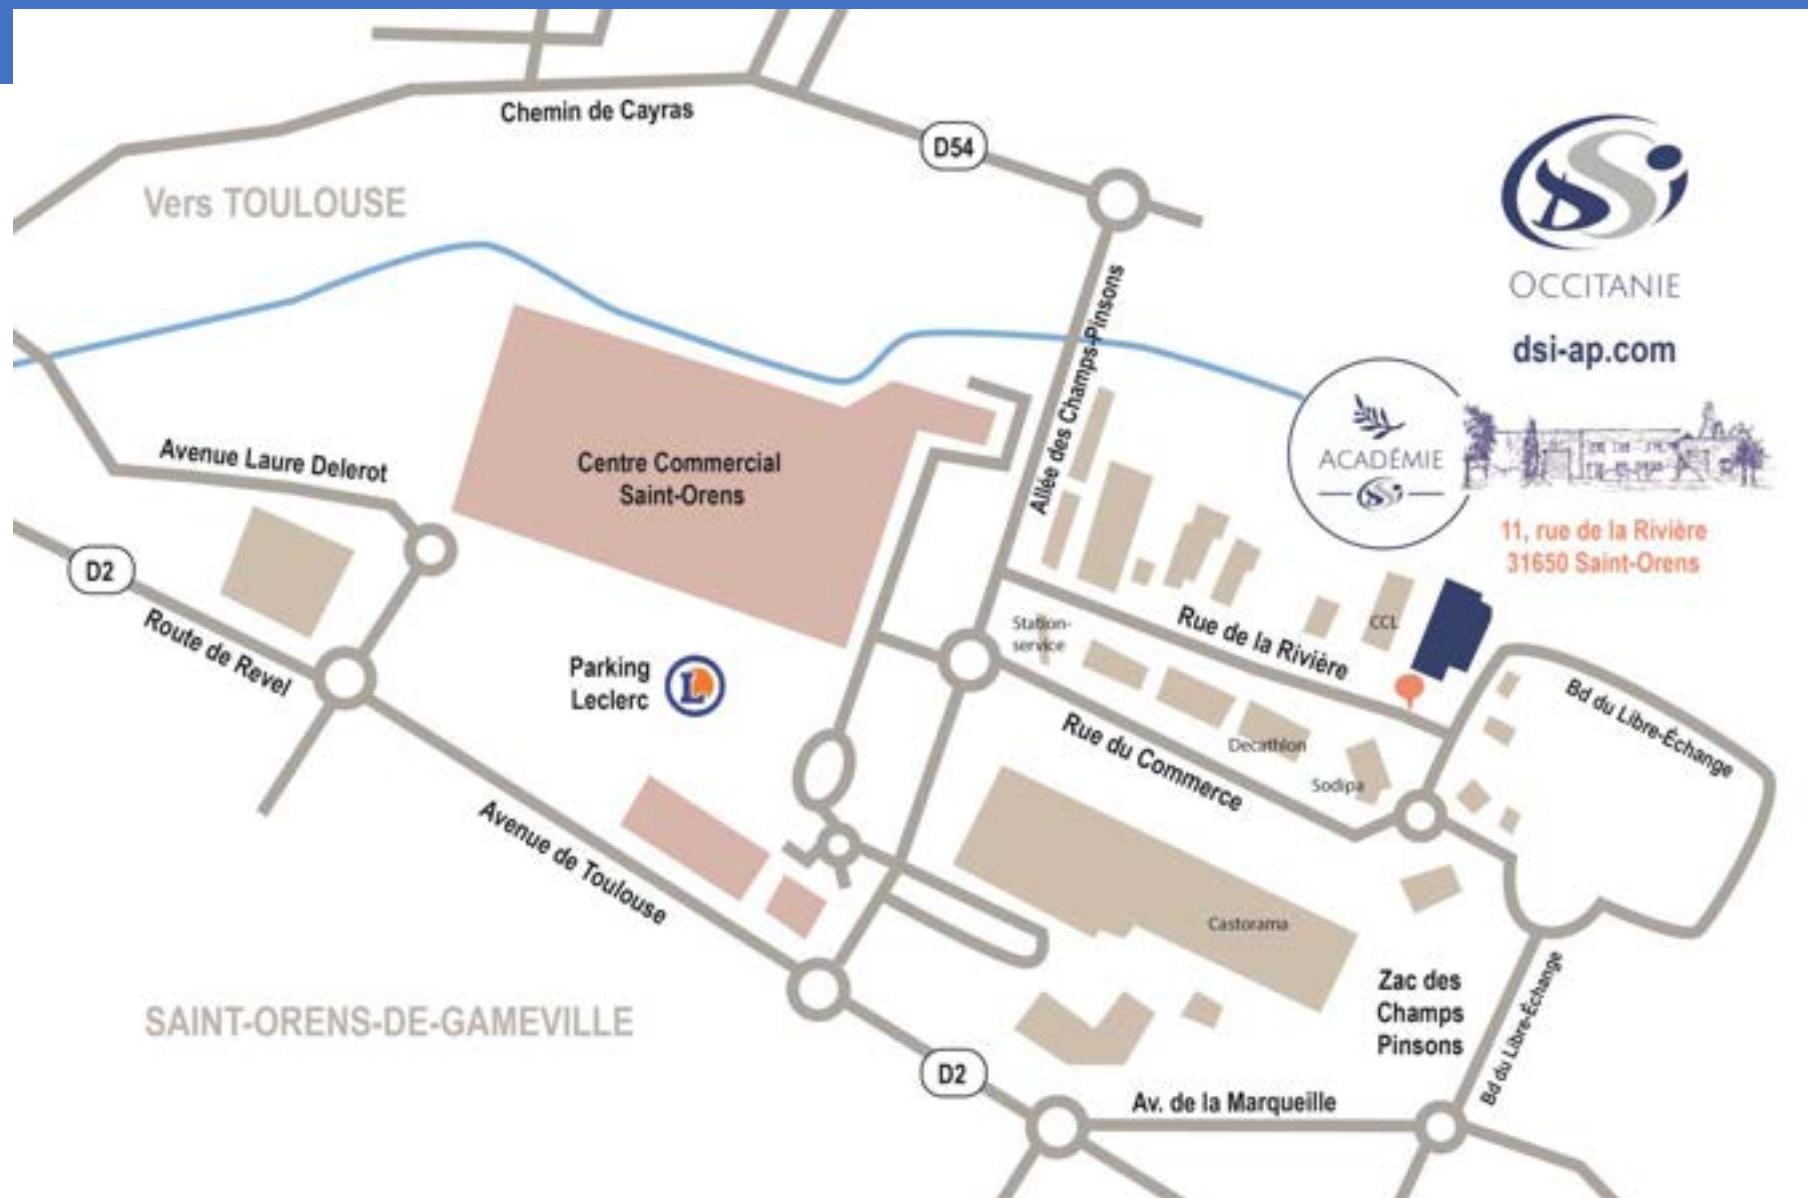 Chemin de Cayras
D54
Vers TOULOUSE
OCCITANIE
dsi-ap.com
Allée des Champs-Pinsons
ACADÉMIE
11, rue de la Rivière
31650 Saint-Orens
Avenue Laure Delerot
Centre Commercial
Saint-Orens
D2
Route de Revel
Station-
service
Rue de la Rivière
CCL
Parking
Leclerc
L
Bd du Libre-Échange
Rue du Commerce
Decathlon
Sodipa
Avenue de Toulouse
Castorama
Zac des
Champs
Pinsons
Bd du Libre-Échange
SAINT-ORENS-DE-GAMEVILLE
D2
Av. de la Marqueille